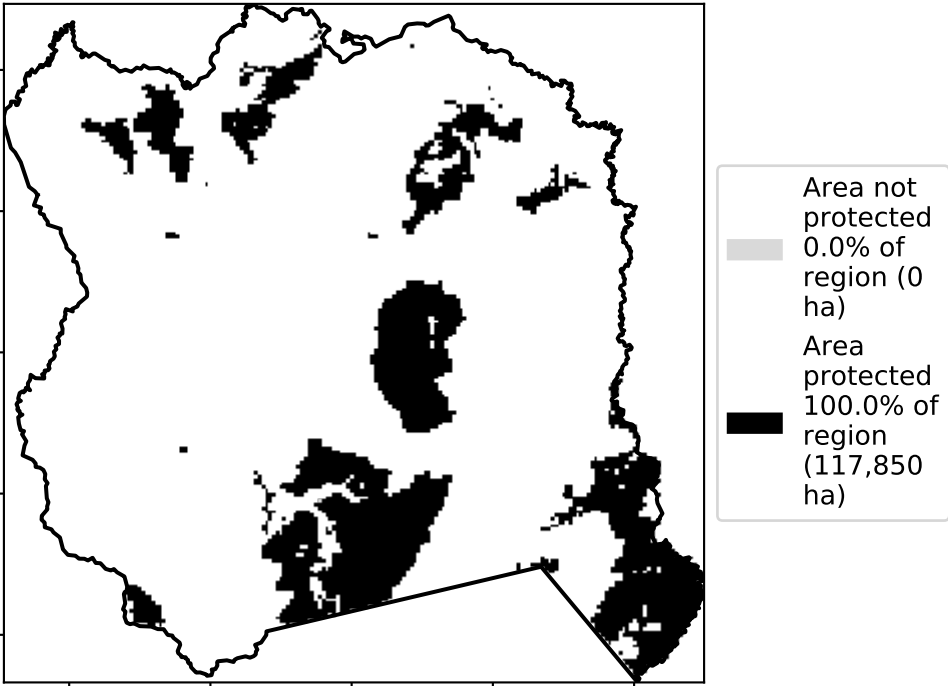 Area not
protected
0.0% of
region (0
ha)
Area
protected
100.0% of
region
(117,850
ha)